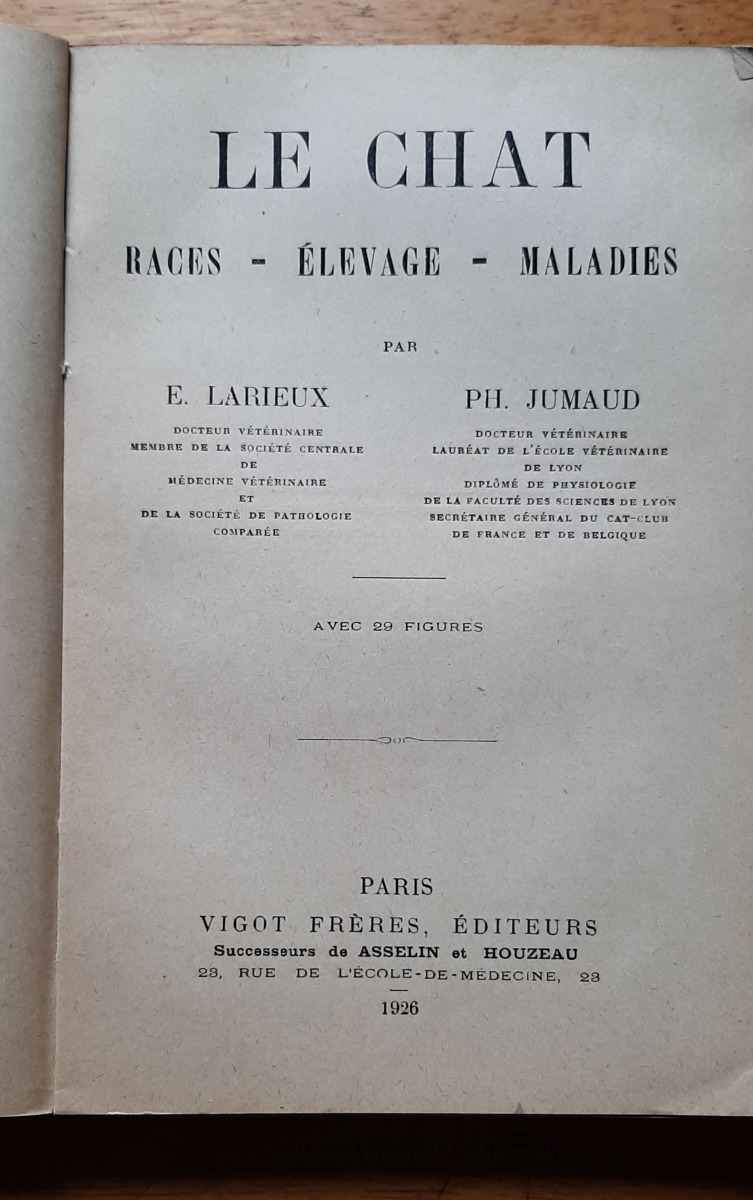 LE CHAT
RACES - ÉLEVAGE - MALADIES
PAR
E. LARIEUX
DOCTEUR VÉTÉRINAIRE
MEMBRE DE LA SOCIÉTÉ CENTRALE
DE
MÉDECINE VÉTÉRINAIRE
ET
DE LA SOCIÉTÉ DE PATHOLOGIE
COMPARÉE
PH. JUMAUD
DOCTEUR VÉTÉRINAIRE
LAURÉAT DE L'ÉCOLE VÉTÉRINAIRE
DE LYON
DIPLÔMÉ DE PHYSIOLOGIE
DE LA FACULTÉ DES SCIENCES DE LYON
SECRÉTAIRE GÉNÉRAL DU CAT-CLUB
DE FRANCE ET DE BELGIQUE
AVEC 29 FIGURES
PARIS
VIGOT FRÈRES, ÉDITEURS
Successeurs de ASSELIN et HOUZEAU
23, RUE DE L'ÉCOLE-DE-MÉDECINE, 23
1926
AUCTION HOUSE